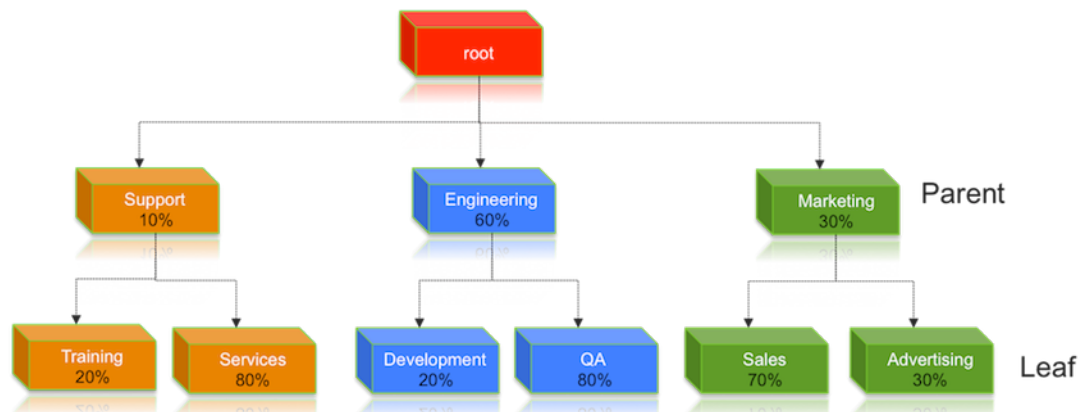 root
Support
10%
Engineering
60%
Marketing
30%
Parent
Training
20%
Services
80%
Development
20%
QA
80%
Sales
70%
Advertising
30%
Leaf